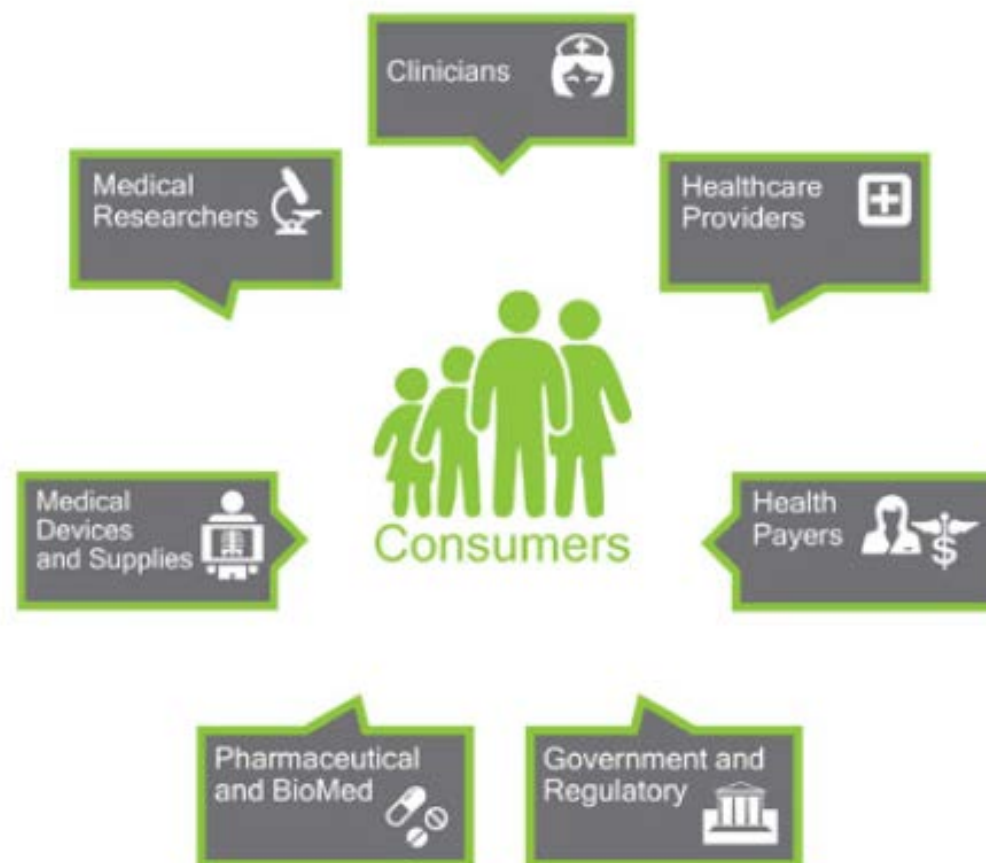 Clinicians
Medical
Researchers
Healthcare
Providers
Consumers
Medical
Devices
and Supplies
Health
Payers
$
Pharmaceutical
and BioMed
Government and
Regulatory